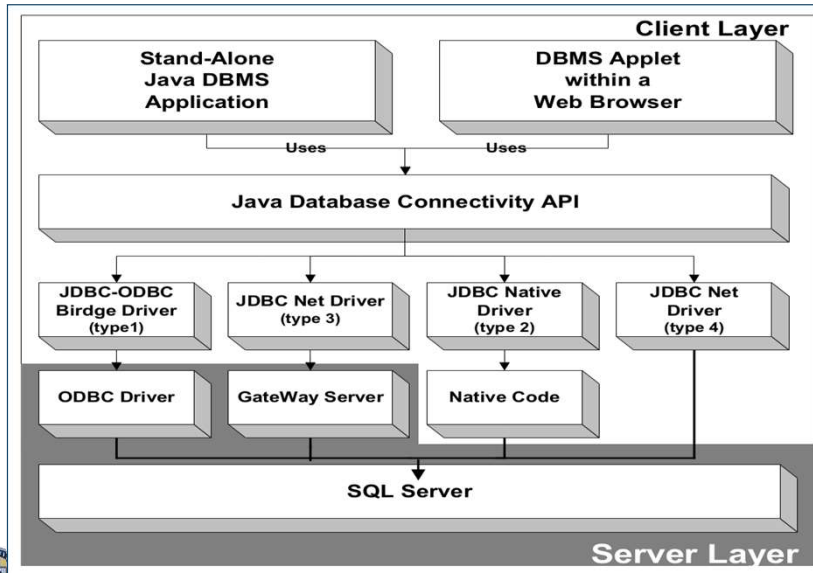 Client Layer
Stand-Alone
Java DBMS
Application
DBMS Applet
within a
Web Browser
Uses
Uses
Java Database Connectivity API
JDBC-ODBC
Birdge Driver
(type1)
JDBC Net Driver
(type 3)
JDBC Native
Driver
(type 2)
JDBC Net
Driver
(type 4)
ODBC Driver
GateWay Server
Native Code
SQL Server
Server Layer